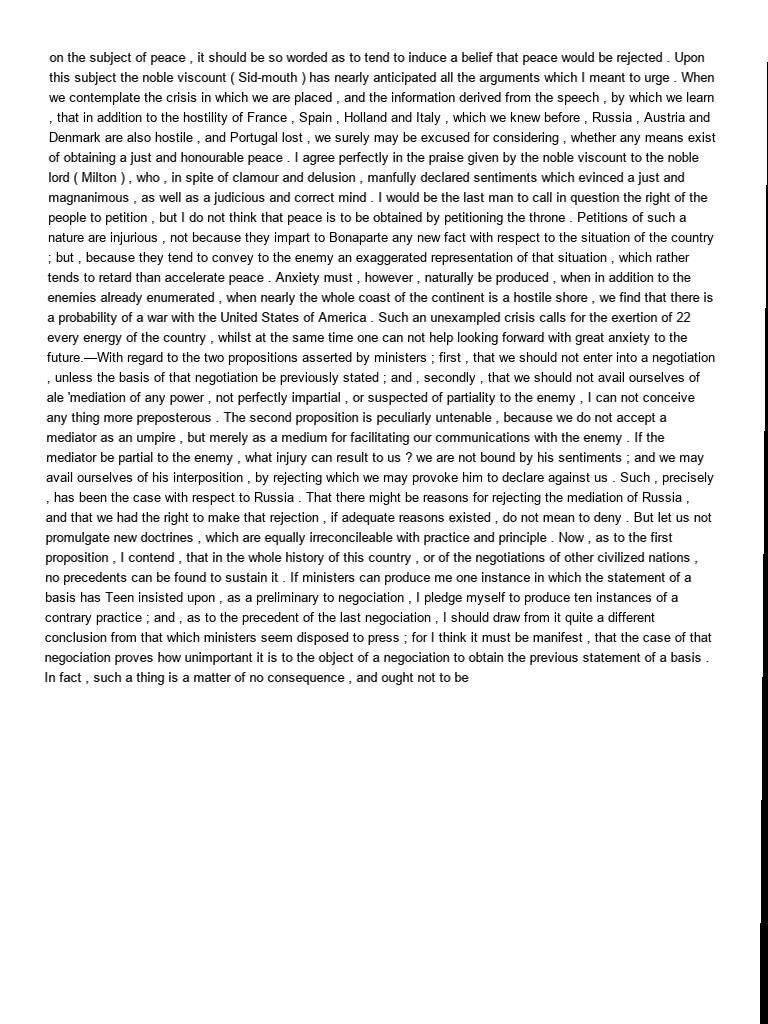 on the subject of peace , it should be so worded as to tend to induce a belief that peace would be rejected . Upon
this subject the noble viscount ( Sid-mouth ) has nearly anticipated all the arguments which I meant to urge . When
we contemplate the crisis in which we are placed , and the information derived from the speech , by which we learn
, that in addition to the hostility of France , Spain , Holland and Italy , which we knew before , Russia , Austria and
Denmark are also hostile , and Portugal lost , we surely may be excused for considering , whether any means exist
of obtaining a just and honourable peace . I agree perfectly in the praise given by the noble viscount to the noble
lord ( Milton ) , who , in spite of clamour and delusion , manfully declared sentiments which evinced a just and
magnanimous , as well as a judicious and correct mind . I would be the last man to call in question the right of the
people to petition , but I do not think that peace is to be obtained by petitioning the throne . Petitions of such a
nature are injurious , not because they impart to Bonaparte any new fact with respect to the situation of the country
; but , because they tend to convey to the enemy an exaggerated representation of that situation , which rather
tends to retard than accelerate peace . Anxiety must , however , naturally be produced , when in addition to the
enemies already enumerated , when nearly the whole coast of the continent is a hostile shore , we find that there is
a probability of a war with the United States of America . Such an unexampled crisis calls for the exertion of 22
every energy of the country , whilst at the same time one can not help looking forward with great anxiety to the
future.—With regard to the two propositions asserted by ministers ; first , that we should not enter into a negotiation
, unless the basis of that negotiation be previously stated ; and , secondly , that we should not avail ourselves of
ale 'mediation of any power , not perfectly impartial , or suspected of partiality to the enemy , I can not conceive
any thing more preposterous . The second proposition is peculiarly untenable , because we do not accept a
mediator as an umpire , but merely as a medium for facilitating our communications with the enemy . If the
mediator be partial to the enemy , what injury can result to us ? we are not bound by his sentiments ; and we may
avail ourselves of his interposition , by rejecting which we may provoke him to declare against us . Such , precisely
, has been the case with respect to Russia . That there might be reasons for rejecting the mediation of Russia ,
and that we had the right to make that rejection , if adequate reasons existed , do not mean to deny . But let us not
promulgate new doctrines , which are equally irreconcileable with practice and principle . Now , as to the first
proposition , I contend , that in the whole history of this country , or of the negotiations of other civilized nations ,
no precedents can be found to sustain it . If ministers can produce me one instance in which the statement of a
basis has Teen insisted upon , as a preliminary to negotiation , I pledge myself to produce ten instances of a
contrary practice ; and , as to the precedent of the last negociation , I should draw from it quite a different
conclusion from that which ministers seem disposed to press ; for I think it must be manifest , that the case of that
negociation proves how unimportant it is to the object of a negociation to obtain the previous statement of a basis .
In fact , such a thing is a matter of no consequence , and ought not to be